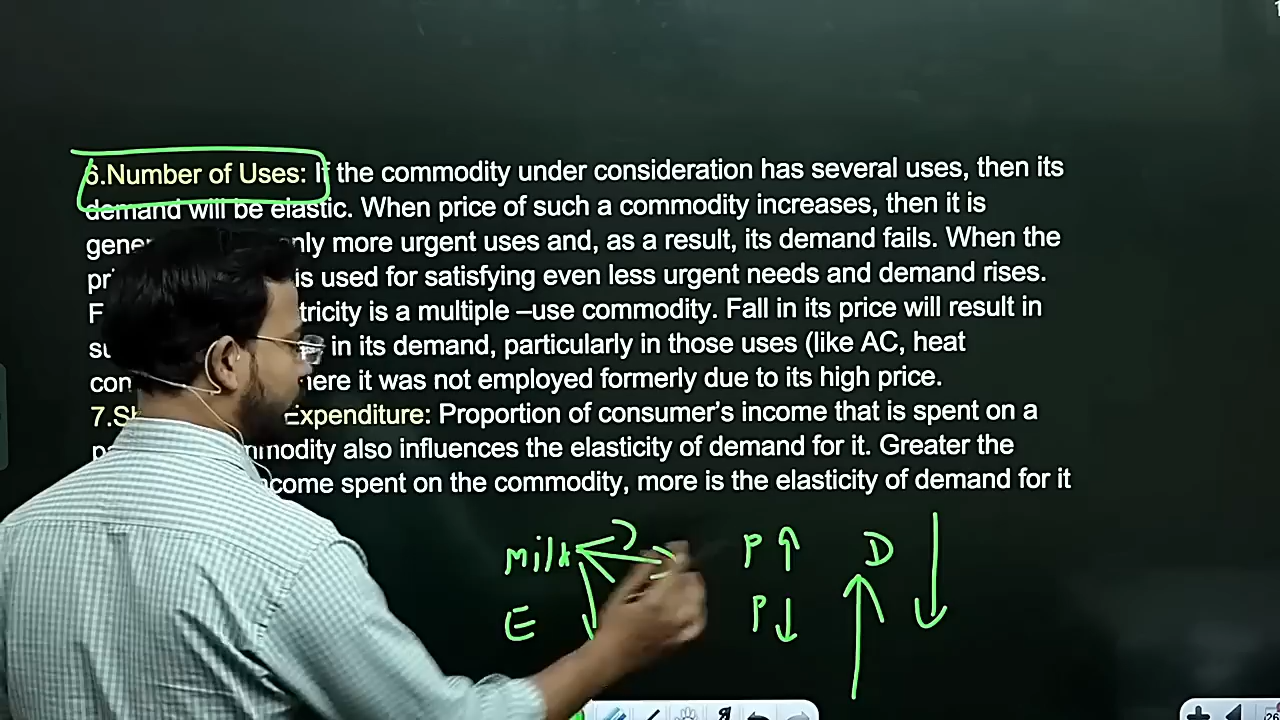 6.Number of Uses: If the commodity under consideration has several uses, then its
demand will be elastic. When price of such a commodity increases, then it is
gene nly more urgent uses and, as a result, its demand fails. When the
pri is used for satisfying even less urgent needs and demand rises.
F tricity is a multiple –use commodity. Fall in its price will result in
su in its demand, particularly in those uses (like AC, heat
con here it was not employed formerly due to its high price.
7.Sh Expenditure: Proportion of consumer's income that is spent on a
p mmodity also influences the elasticity of demand for it. Greater the
come spent on the commodity, more is the elasticity of demand for it
Milk P ↑ D ↓
E P ↓ ↑